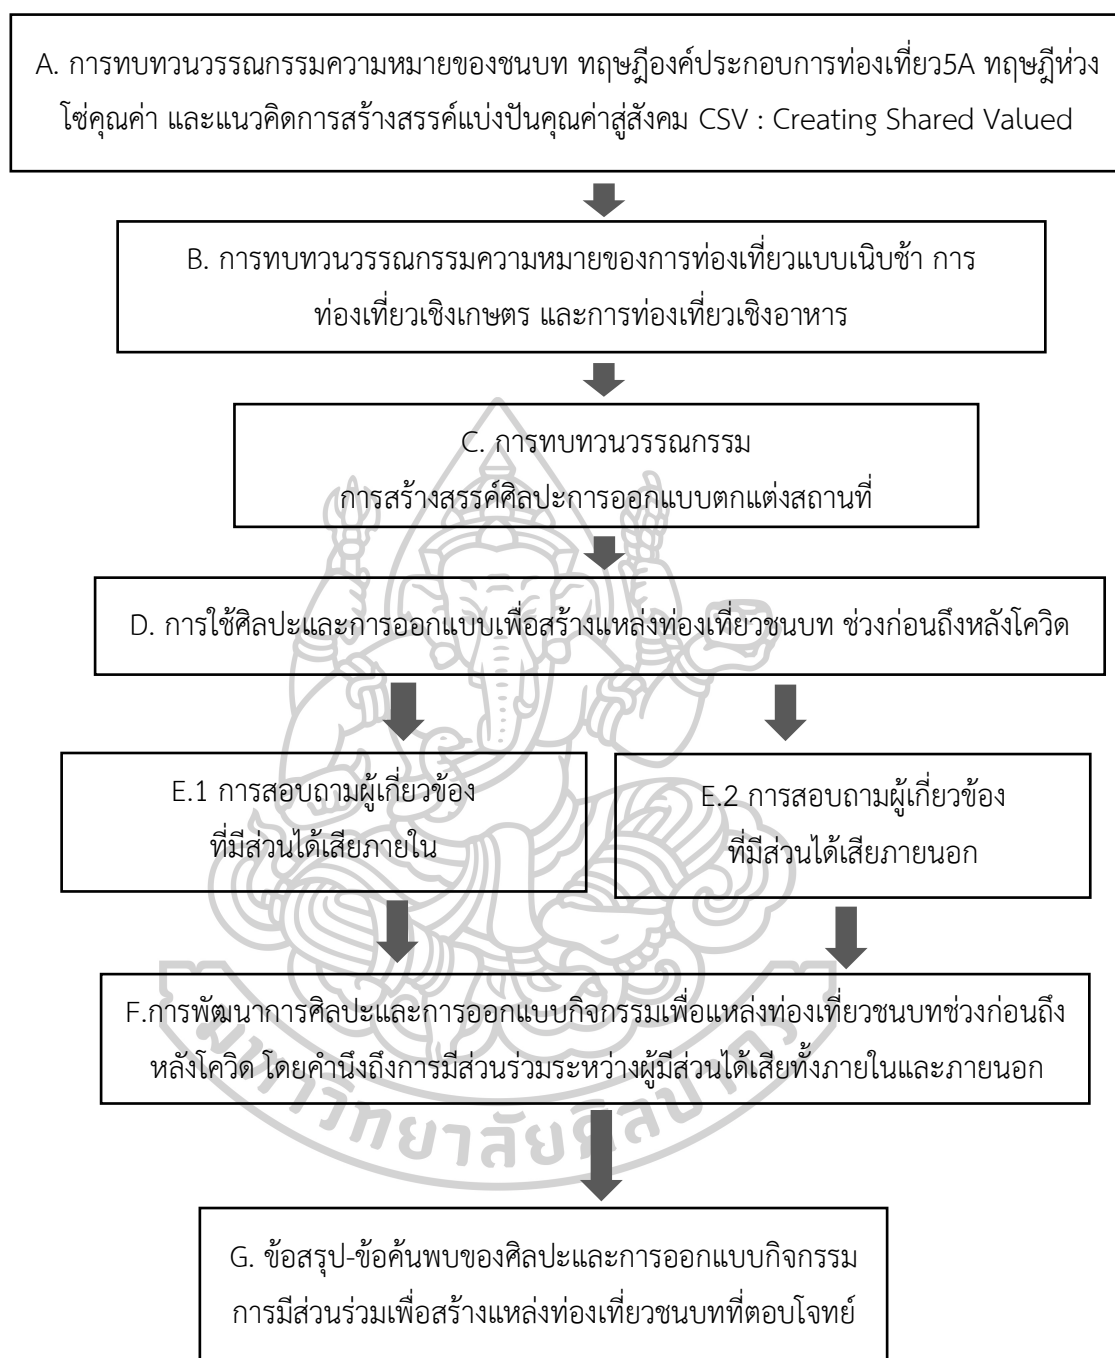 A. การทบทวนวรรณกรรมความหมายของชนบท ทฤษฎีองค์ประกอบการท่องเที่ยว5A ทฤษฎีห่วง
โซ่คุณค่า และแนวคิดการสร้างสรรค์แบ่งปันคุณค่าสู่สังคม CSV : Creating Shared Valued
B. การทบทวนวรรณกรรมความหมายของการท่องเที่ยวแบบเนิบช้า การ
ท่องเที่ยวเชิงเกษตร และการท่องเที่ยวเชิงอาหาร
C. การทบทวนวรรณกรรม
การสร้างสรรค์ศิลปะการออกแบบตกแต่งสถานที่
D. การใช้ศิลปะและการออกแบบเพื่อสร้างแหล่งท่องเที่ยวชนบท ช่วงก่อนถึงหลังโควิด
E.1 การสอบถามผู้เกี่ยวข้อง
ที่มีส่วนได้เสียภายใน
E.2 การสอบถามผู้เกี่ยวข้อง
ที่มีส่วนได้เสียภายนอก
F.การพัฒนาการศิลปะและการออกแบบกิจกรรมเพื่อแหล่งท่องเที่ยวชนบทช่วงก่อนถึง
หลังโควิด โดยคำนึงถึงการมีส่วนร่วมระหว่างผู้มีส่วนได้เสียทั้งภายในและภายนอก
มหาวิทยาลัยศิลปากร
G. ข้อสรุป-ข้อค้นพบของศิลปะและการออกแบบกิจกรรม
การมีส่วนร่วมเพื่อสร้างแหล่งท่องเที่ยวชนบทที่ตอบโจทย์